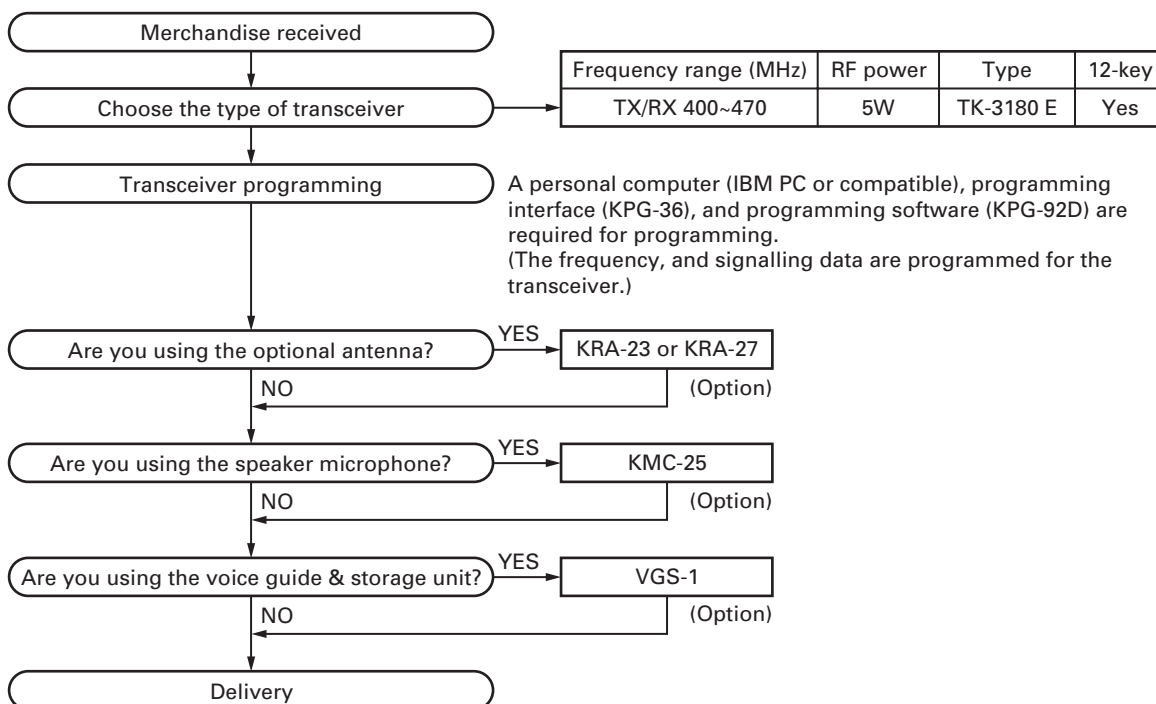 Merchandise received
Choose the type of transceiver
Frequency range (MHz) RF power Type 12-key
TX/RX 400~470 5W TK-3180 E Yes
Transceiver programming
A personal computer (IBM PC or compatible), programming
interface (KPG-36), and programming software (KPG-92D) are
required for programming.
(The frequency, and signalling data are programmed for the
transceiver.)
Are you using the optional antenna?
YES
KRA-23 or KRA-27
NO
(Option)
Are you using the speaker microphone?
YES
KMC-25
NO
(Option)
Are you using the voice guide & storage unit?
YES
VGS-1
NO
(Option)
Delivery